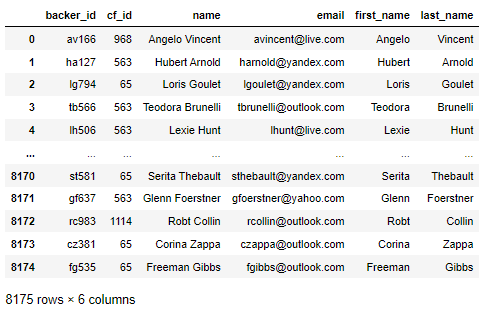 backer_id cf_id name email first_name last_name
0 av166 968 Angelo Vincent avincent@live.com Angelo Vincent
1 ha127 563 Hubert Arnold harnold@yandex.com Hubert Arnold
2 lg794 65 Loris Goulet lgoulet@yandex.com Loris Goulet
3 tb566 563 Teodora Brunelli tbrunelli@outlook.com Teodora Brunelli
4 lh506 563 Lexie Hunt lhunt@live.com Lexie Hunt
... ... ... ... ... ... ...
8170 st581 65 Serita Thebault sthebault@yandex.com Serita Thebault
8171 gf637 563 Glenn Foerstner gfoerstner@yahoo.com Glenn Foerstner
8172 rc983 1114 Robt Collin rcollin@outlook.com Robt Collin
8173 cz381 65 Corina Zappa czappa@outlook.com Corina Zappa
8174 fg535 65 Freeman Gibbs fgibbs@outlook.com Freeman Gibbs
8175 rows × 6 columns